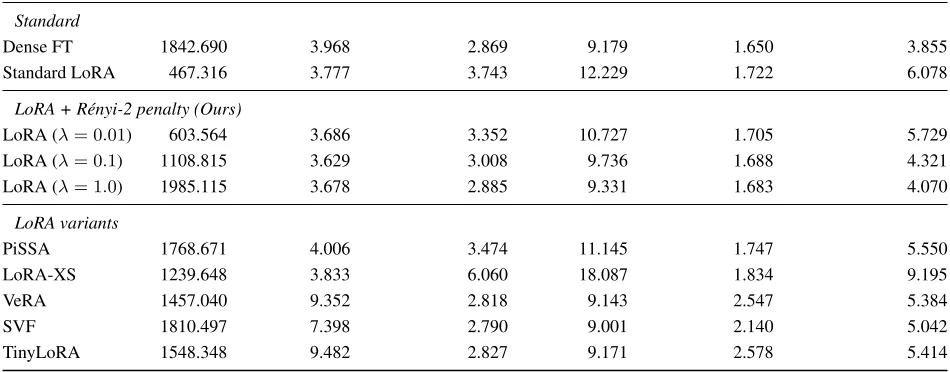 Standard
Dense FT 1842.690 3.968 2.869 9.179 1.650 3.855
Standard LoRA 467.316 3.777 3.743 12.229 1.722 6.078
LoRA + Rényi-2 penalty (Ours)
LoRA (λ = 0.01) 603.564 3.686 3.352 10.727 1.705 5.729
LoRA (λ = 0.1) 1108.815 3.629 3.008 9.736 1.688 4.321
LoRA (λ = 1.0) 1985.115 3.678 2.885 9.331 1.683 4.070
LoRA variants
PiSSA 1768.671 4.006 3.474 11.145 1.747 5.550
LoRA-XS 1239.648 3.833 6.060 18.087 1.834 9.195
VeRA 1457.040 9.352 2.818 9.143 2.547 5.384
SVF 1810.497 7.398 2.790 9.001 2.140 5.042
TinyLoRA 1548.348 9.482 2.827 9.171 2.578 5.414